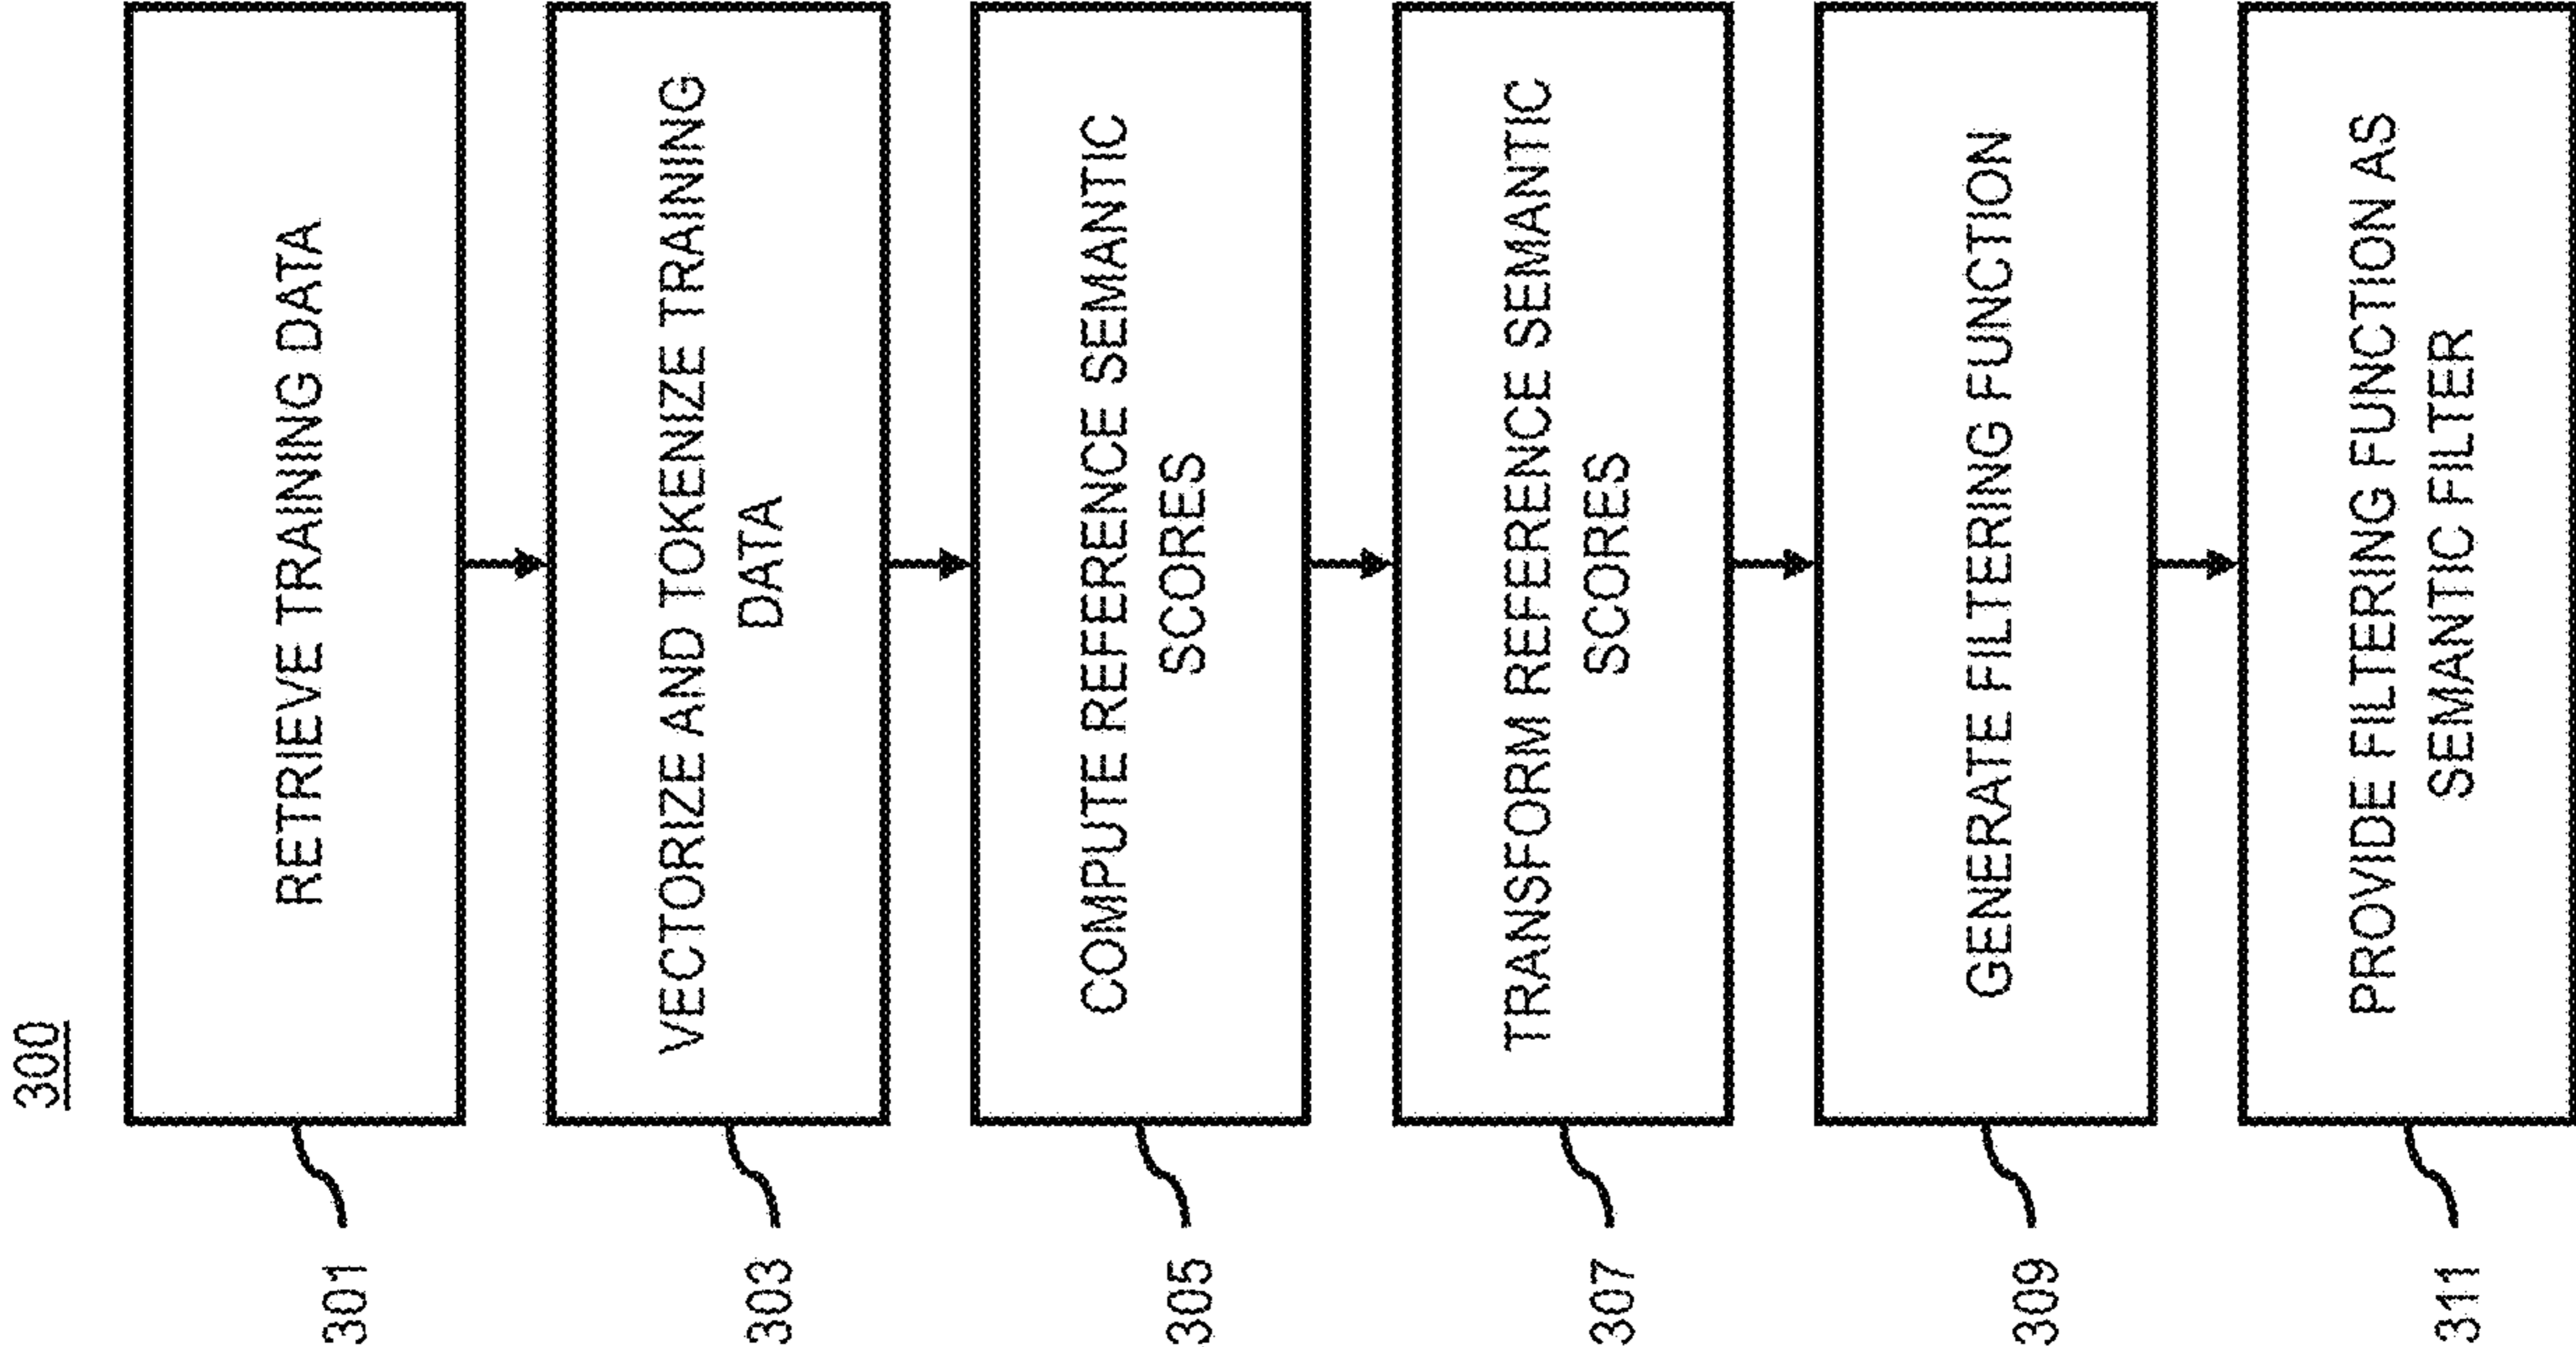 300
301
RETRIEVE TRAINING DATA
303
VECTORIZE AND TOKENIZE TRAINING
DATA
305
COMPUTE REFERENCE SEMANTIC
SCORES
307
TRANSFORM REFERENCE SEMANTIC
SCORES
309
GENERATE FILTERING FUNCTION
311
PROVIDE FILTERING FUNCTION AS
SEMANTIC FILTER